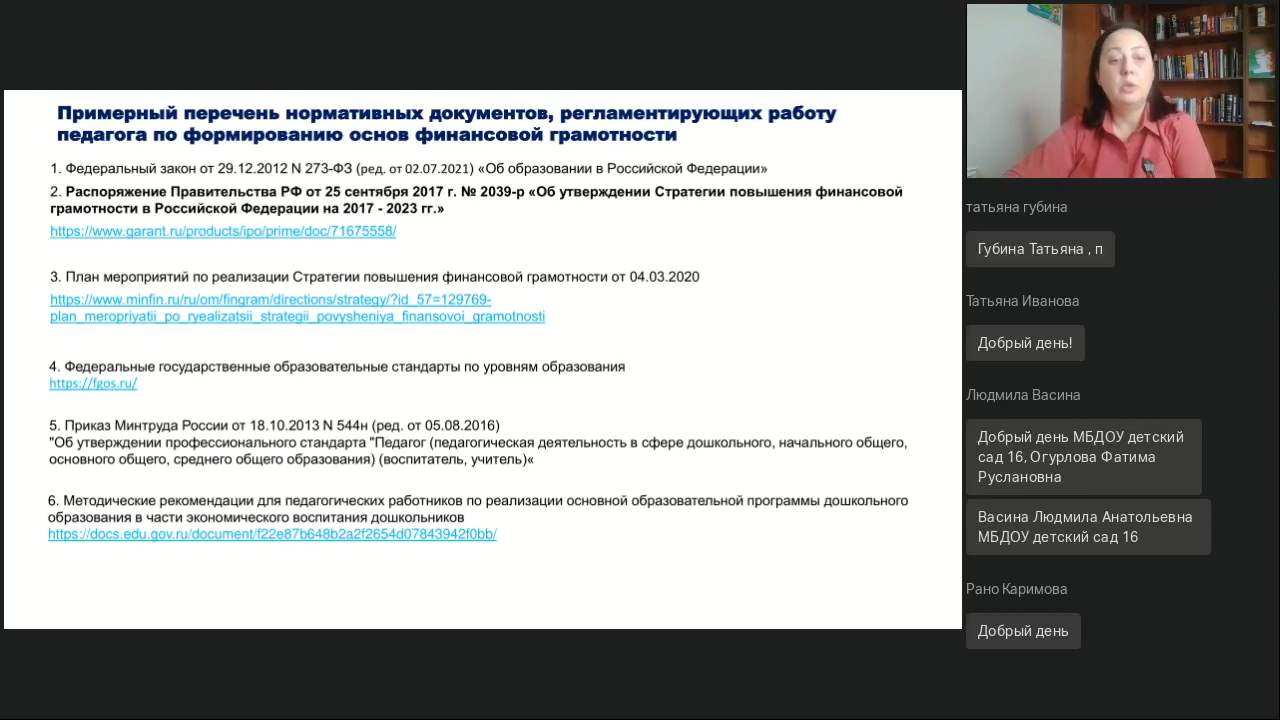 Примерный перечень нормативных документов, регламентирующих работу
педагога по формированию основ финансовой грамотности
1. Федеральный закон от 29.12.2012 N 273-ФЗ (ред. от 02.07.2021) «Об образовании в Российской Федерации»
2. Распоряжение Правительства РФ от 25 сентября 2017 г. № 2039-р «Об утверждении Стратегии повышения финансовой
грамотности в Российской Федерации на 2017 - 2023 гг.»
https://www.garant.ru/products/ipo/prime/doc/71675558/
3. План мероприятий по реализации Стратегии повышения финансовой грамотности от 04.03.2020
https://www.minfin.ru/ru/om/fingram/directions/strategy/?id_57=129769-
plan_meropriyatii_po_ryealizatsii_strategii_povysheniya_finansovoi_gramotnosti
4. Федеральные государственные образовательные стандарты по уровням образования
https://fgos.ru/
5. Приказ Минтруда России от 18.10.2013 N 544н (ред. от 05.08.2016)
"Об утверждении профессионального стандарта "Педагог (педагогическая деятельность в сфере дошкольного, начального общего,
основного общего, среднего общего образования) (воспитатель, учитель)«
6. Методические рекомендации для педагогических работников по реализации основной образовательной программы дошкольного
образования в части экономического воспитания дошкольников
https://docs.edu.gov.ru/document/f22e87b648b2a2f2654d07843942f0bb/
татьяна губина
Губина Татьяна , п
Татьяна Иванова
Добрый день!
Людмила Васина
Добрый день МБДОУ детский
сад 16, Огурлова Фатима
Руслановна
Васина Людмила Анатольевна
МБДОУ детский сад 16
Рано Каримова
Добрый день